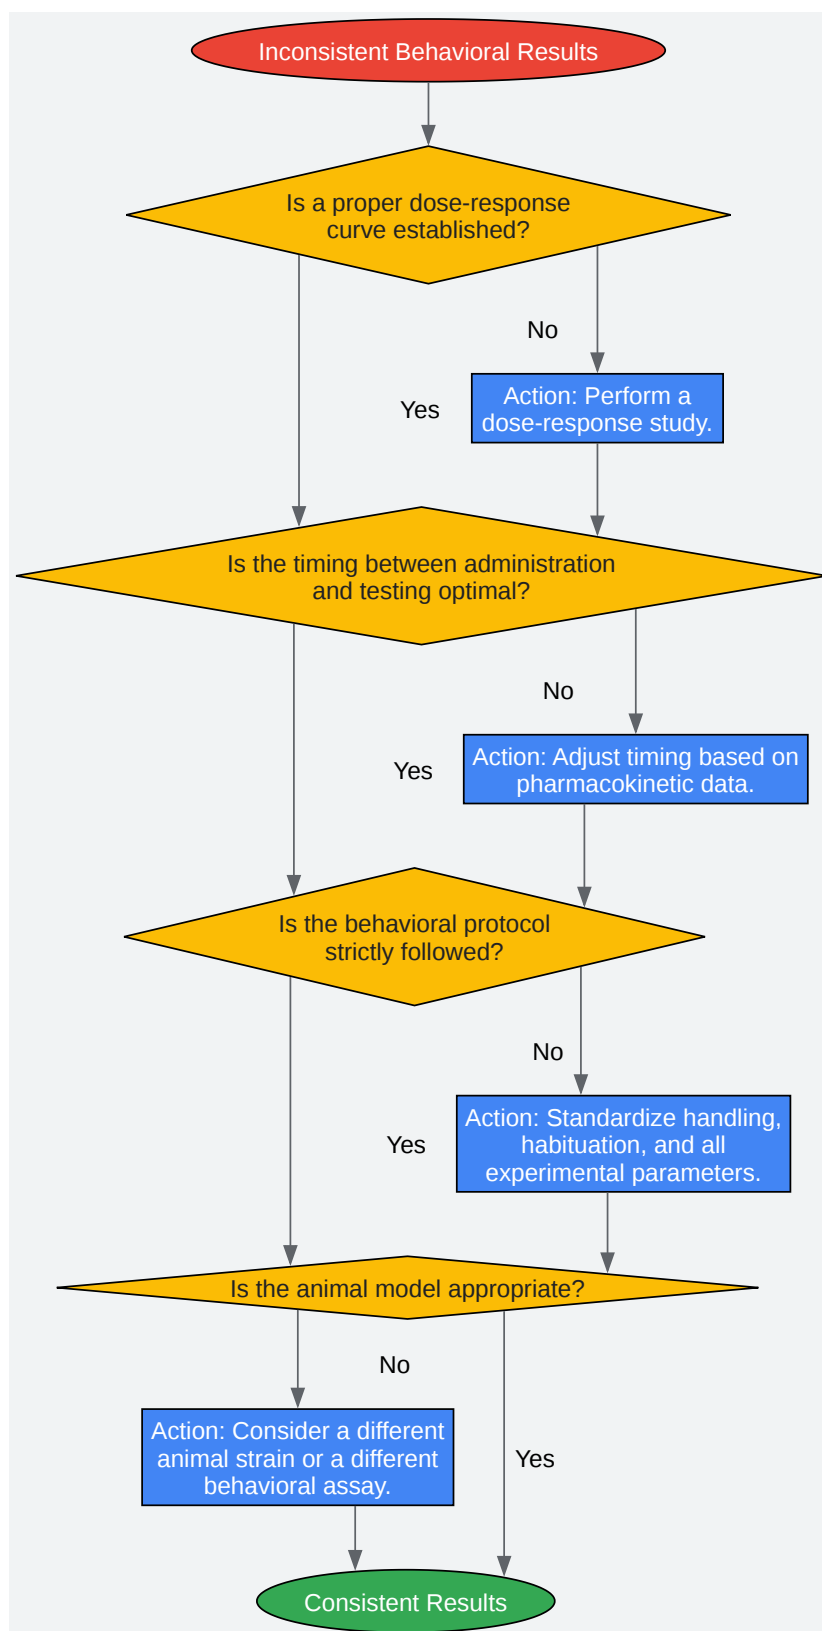 Inconsistent Behavioral Results
Is a proper dose-response
curve established?
No
Yes
Action: Perform a
dose-response study.
Is the timing between administration
and testing optimal?
No
Yes
Action: Adjust timing based on
pharmacokinetic data.
Is the behavioral protocol
strictly followed?
No
Yes
Action: Standardize handling,
habituation, and all
experimental parameters.
Is the animal model appropriate?
No
Action: Consider a different
animal strain or a different
behavioral assay.
Yes
Consistent Results